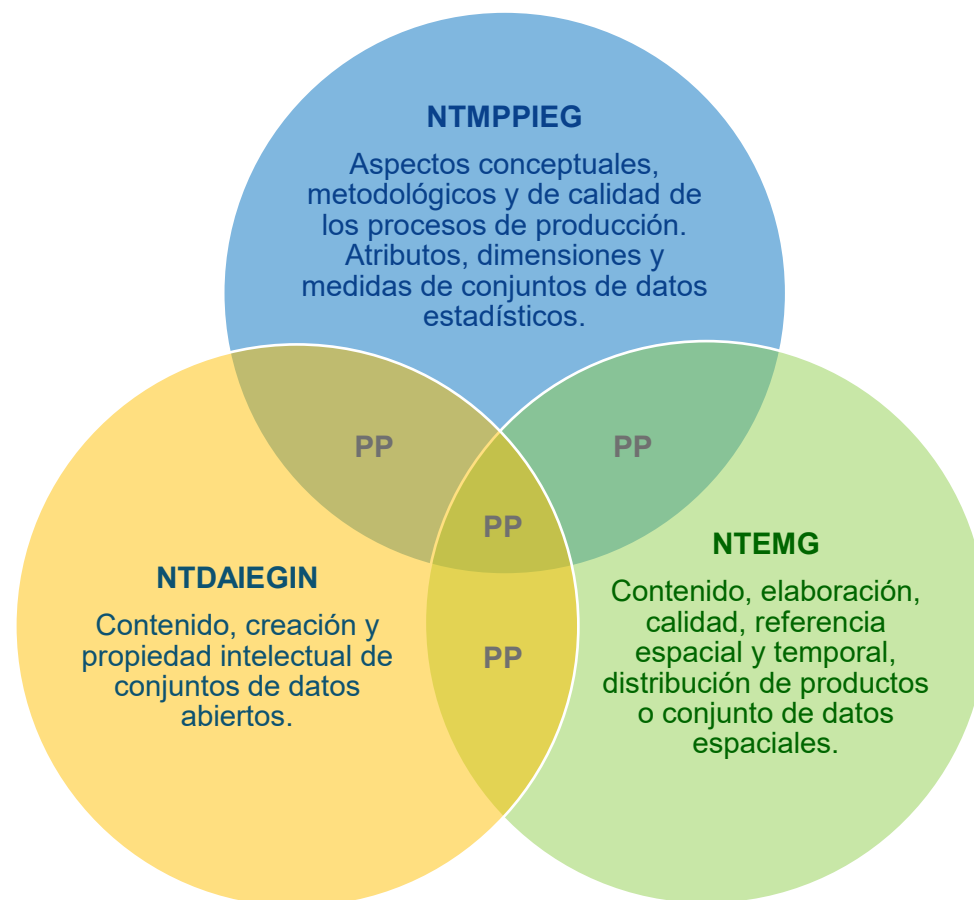 NTMPPIEG
Aspectos conceptuales,
metodológicos y de calidad de
los procesos de producción.
Atributos, dimensiones y
medidas de conjuntos de datos
estadísticos.
PP
PP
PP
NTDAIEGIN
Contenido, creación y
propiedad intelectual de
conjuntos de datos
abiertos.
PP
NTEMG
Contenido, elaboración,
calidad, referencia
espacial y temporal,
distribución de productos
o conjunto de datos
espaciales.